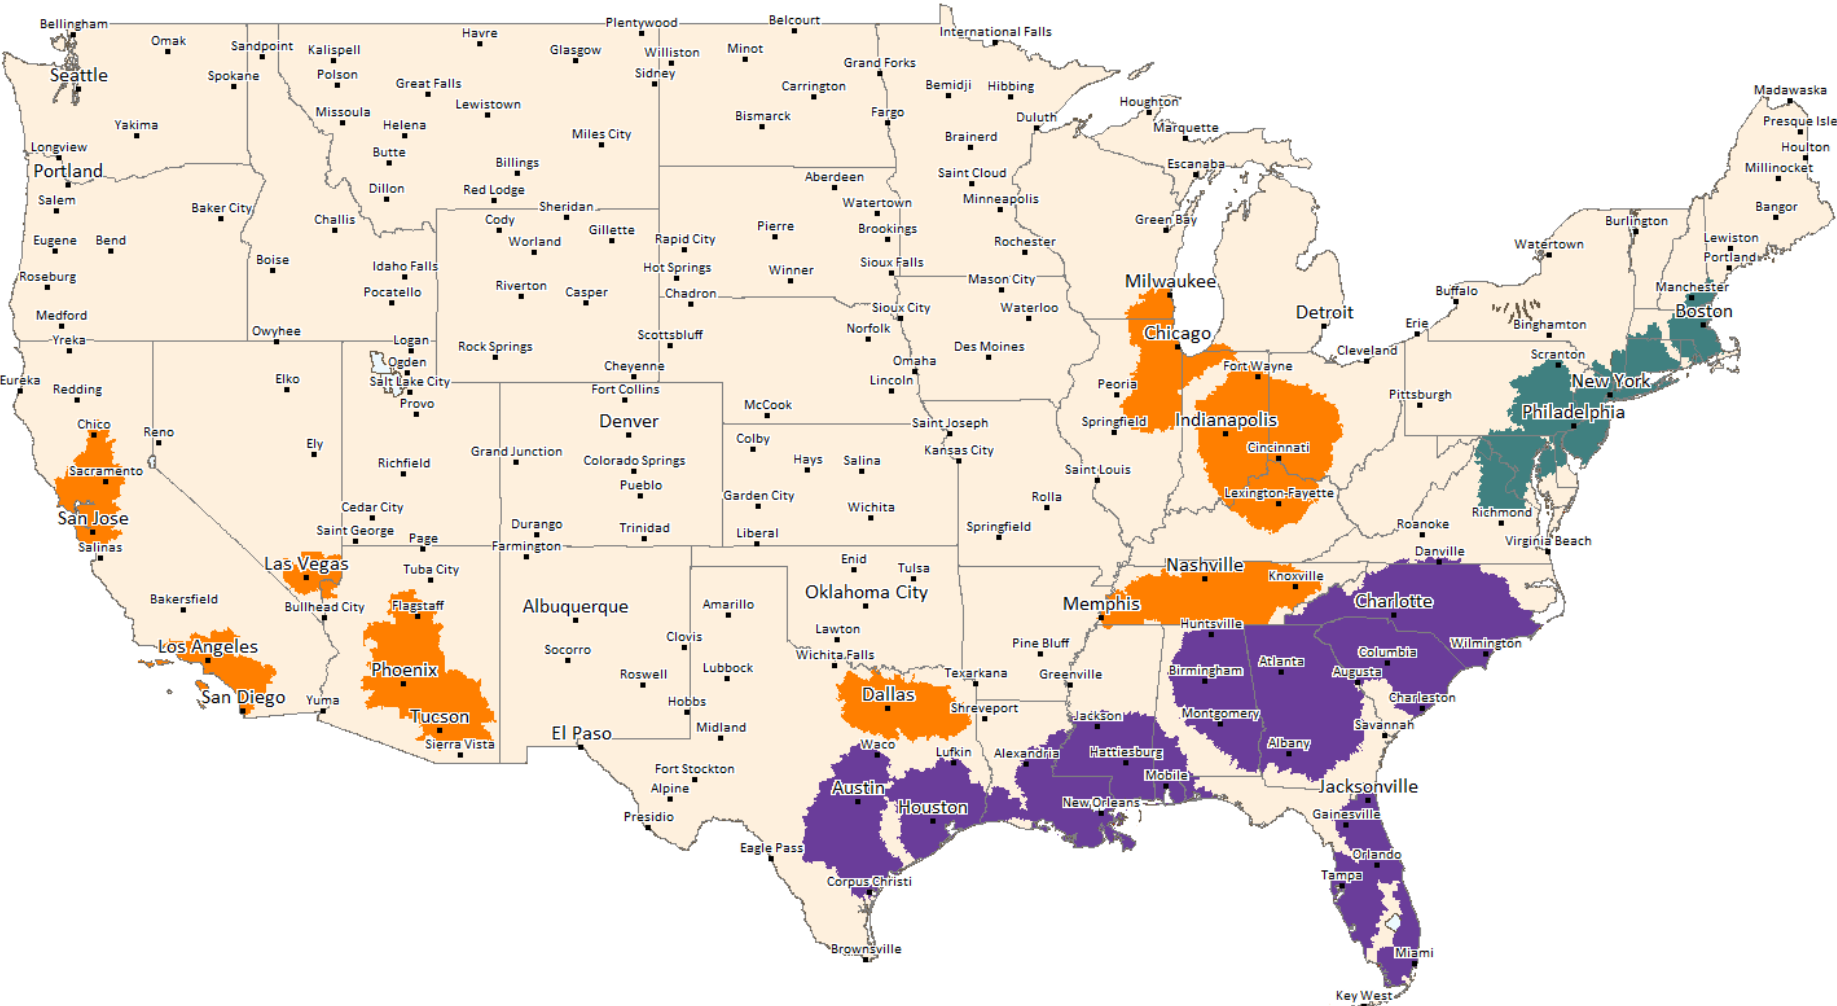 Bellingham
Omak
Sandpoint
Kalispell
Havre
Plentywood
Belcourt
International Falls
Glasgow
Williston
Minot
Grand Forks
Seattle
Spokane
Polson
Great Falls
Sidney
Carrington
Bemidji
Hibbing
Madawaska
Missoula
Lewistown
Bismarck
Fargo
Duluth
Houghton
Marquette
Presque Isle
Yakima
Helena
Miles City
Brainerd
Houlton
Longview
Butte
Billings
Saint Cloud
Escanaba
Millinocket
Portland
Dillon
Red Lodge
Aberdeen
Minneapolis
Salem
Baker City
Challis
Cody
Sheridan
Gillette
Watertown
Green Bay
Bangor
Burlington
Eugene
Bend
Worland
Rapid City
Pierre
Brookings
Rochester
Watertown
Lewiston
Portland
Boise
Idaho Falls
Hot Springs
Winner
Sioux Falls
Mason City
Roseburg
Pocatello
Riverton
Casper
Chadron
Milwaukee
Buffalo
Manchester
Medford
Sioux City
Waterloo
Detroit
Boston
Yreka
Owyhee
Logan
Rock Springs
Scottsbluff
Norfolk
Des Moines
Chicago
Erie
Binghamton
Ogden
Cheyenne
Omaha
Fort Wayne
Cleveland
Scranton
Eureka
Redding
Elko
Salt Lake City
Fort Collins
Lincoln
Peoria
Pittsburgh
New York
Provo
McCook
Philadelphia
Chico
Reno
Denver
Saint Joseph
Springfield
Indianapolis
Ely
Grand Junction
Colby
Kansas City
Cincinnati
Sacramento
Richfield
Colorado Springs
Hays
Salina
Saint Louis
Pueblo
Garden City
Wichita
Rolla
Lexington-Fayette
San Jose
Cedar City
Durango
Trinidad
Liberal
Springfield
Richmond
Roanoke
Salinas
Saint George
Page
Farmington
Danville
Virginia Beach
Las Vegas
Tuba City
Enid
Tulsa
Nashville
Knoxville
Bakersfield
Bullhead City
Flagstaff
Albuquerque
Amarillo
Oklahoma City
Memphis
Charlotte
Los Angeles
Socorro
Clovis
Lawton
Pine Bluff
Huntsville
Wilmington
Phoenix
Roswell
Lubbock
Wichita Falls
Texarkana
Greenville
Birmingham
Atlanta
Columbia
Augusta
San Diego
Yuma
Tucson
Hobbs
Dallas
Shreveport
Jackson
Montgomery
Charleston
Sierra Vista
El Paso
Midland
Waco
Lufkin
Alexandria
Hattiesburg
Albany
Savannah
Fort Stockton
Alpine
Austin
Mobile
Jacksonville
Presidio
Houston
New Orleans
Gainesville
Eagle Pass
Orlando
Corpus Christi
Tampa
Brownsville
Miami
Key West